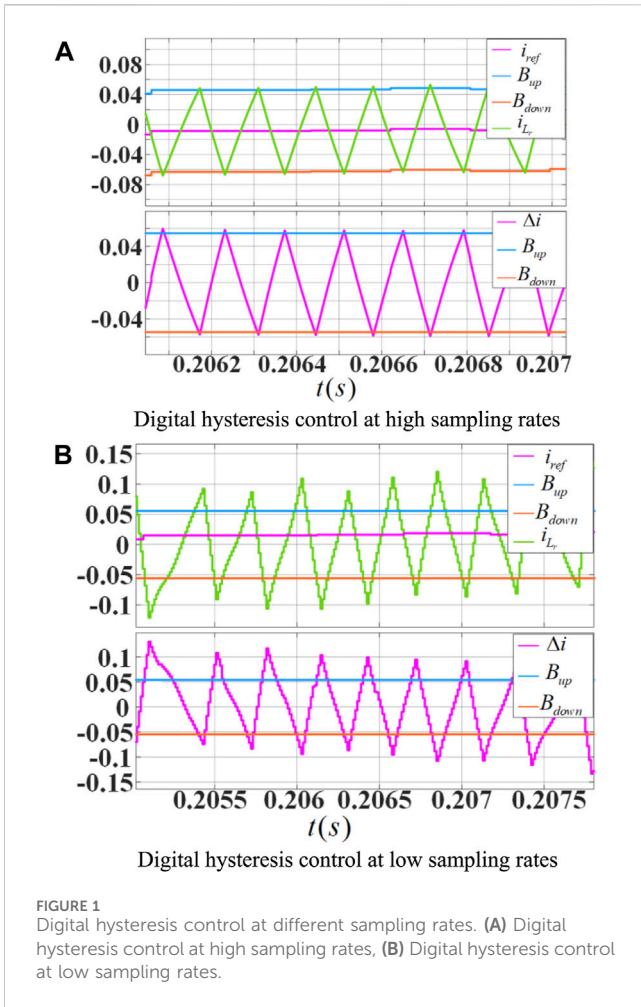 A
0.08
0.04
0
-0.04
-0.08
i_ref
B_up
B_down
i_Lr
0.04
0
-0.04
Δi
B_up
B_down
0.2062 0.2064 0.2066 0.2068 0.207
t(s)
Digital hysteresis control at high sampling rates
B
0.15
0.1
0.05
0
-0.05
-0.1
i_ref
B_up
B_down
i_Lr
0.1
0.05
0
-0.05
-0.1
-0.15
Δi
B_up
B_down
0.2055 0.206 0.2065 0.207 0.2075
t(s)
Digital hysteresis control at low sampling rates
FIGURE 1
Digital hysteresis control at different sampling rates. (A) Digital
hysteresis control at high sampling rates, (B) Digital hysteresis control
at low sampling rates.